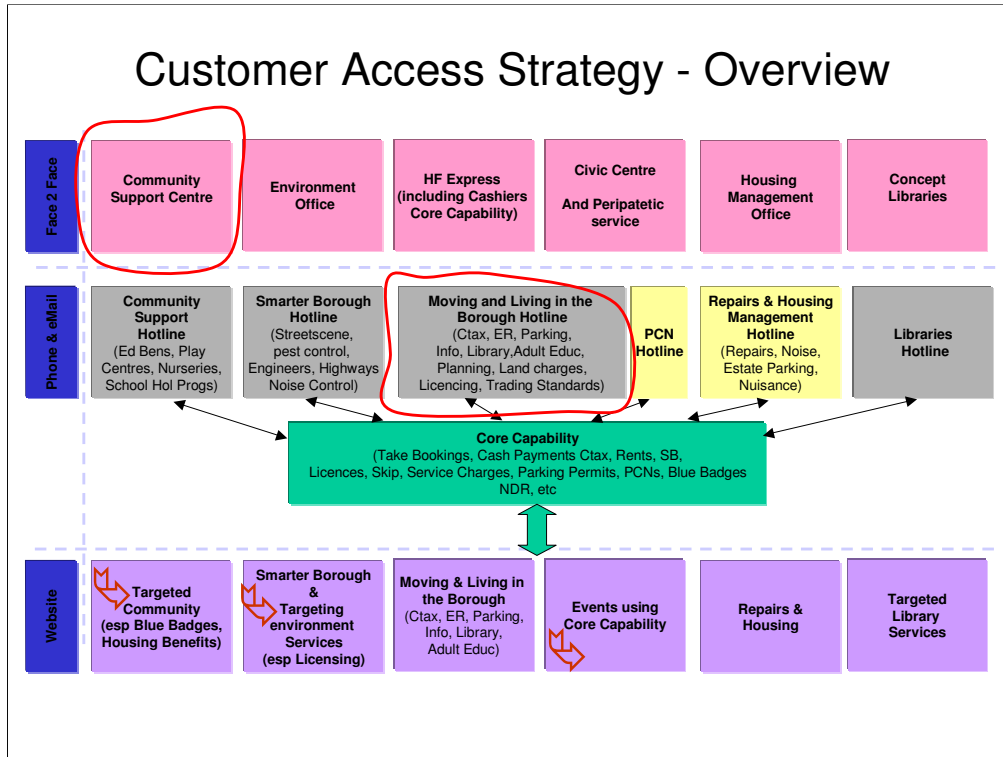 Customer Access Strategy - Overview
Face 2 Face
Community
Support Centre
Environment
Office
HF Express
(including Cashiers
Core Capability)
Civic Centre
And Peripatetic
service
Housing
Management
Office
Concept
Libraries
Phone & eMail
Community
Support
Hotline
(Ed Bens, Play
Centres, Nurseries,
School Hol Progs)
Smarter Borough
Hotline
(Streetscene,
pest control,
Engineers, Highways
Noise Control)
Moving and Living in the
Borough Hotline
(Ctax, ER, Parking,
Info, Library,Adult Educ,
Planning, Land charges,
Licencing, Trading Standards)
PCN
Hotline
Repairs & Housing
Management
Hotline
(Repairs, Noise,
Estate Parking,
Nuisance)
Libraries
Hotline
Core Capability
(Take Bookings, Cash Payments Ctax, Rents, SB,
Licences, Skip, Service Charges, Parking Permits, PCNs, Blue Badges
NDR, etc
Website
Targeted
Community
(esp Blue Badges,
Housing Benefits)
Smarter Borough
&
Targeting
environment
Services
(esp Licensing)
Moving & Living in
the Borough
(Ctax, ER, Parking,
Info, Library,
Adult Educ)
Events using
Core Capability
Repairs &
Housing
Targeted
Library
Services